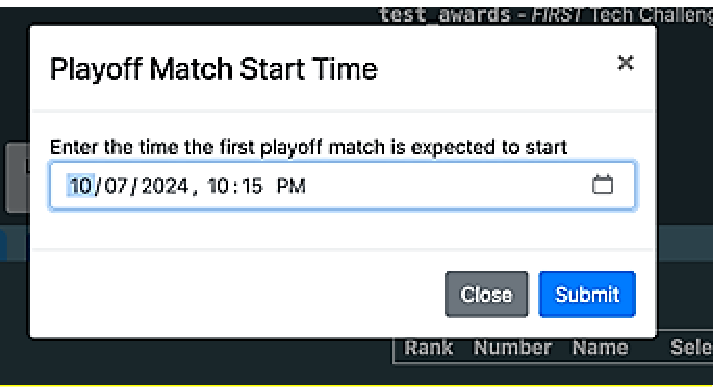 test_awards - FIRST Tech Challeng
Playoff Match Start Time
×
Enter the time the first playoff match is expected to start
10/07/2024, 10:15 PM
Close Submit
Rank Number Name Sele